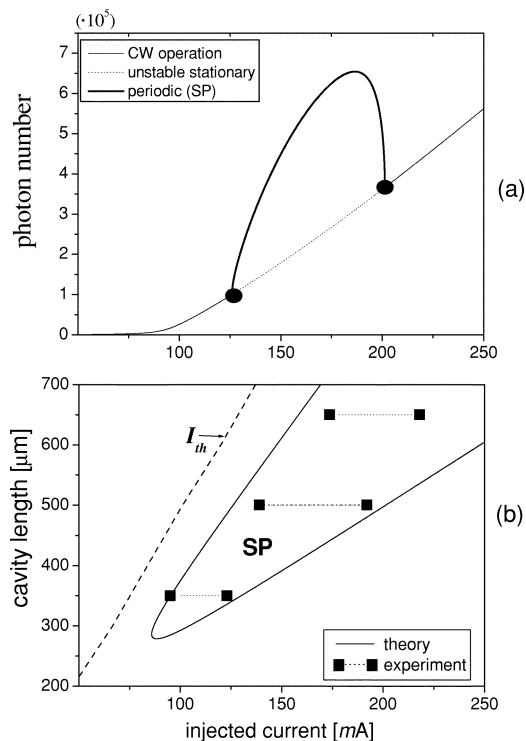 (·10⁵)
7
6
5
4
3
2
1
0
photon number
CW operation
unstable stationary
periodic (SP)
(a)
100 150 200 250
700
600
500
400
300
200
cavity length [μm]
I_th
SP
theory
experiment
(b)
100 150 200 250
injected current [mA]